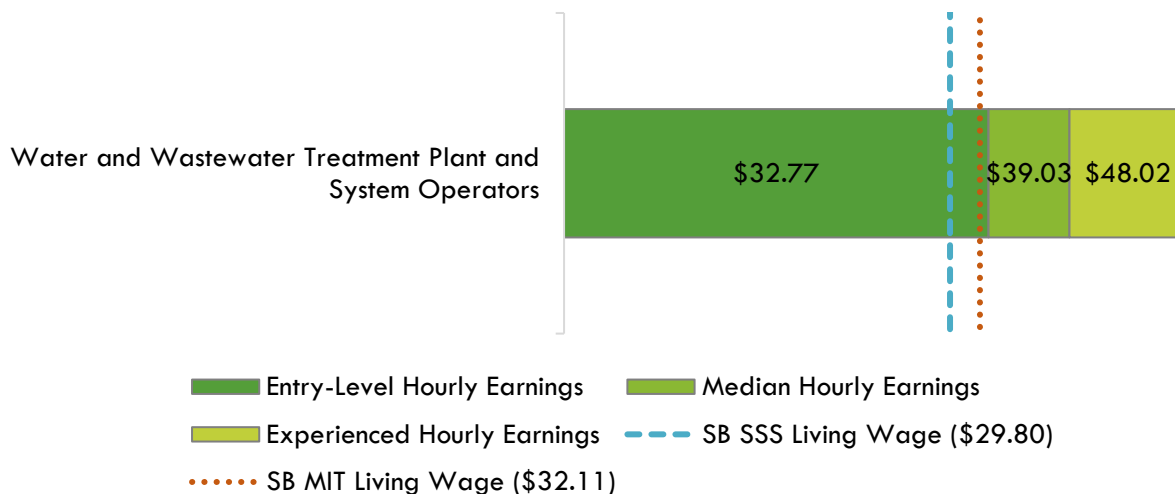 Water and Wastewater Treatment Plant and
System Operators
$32.77
$39.03
$48.02
Entry-Level Hourly Earnings
Median Hourly Earnings
Experienced Hourly Earnings
SB SSS Living Wage ($29.80)
SB MIT Living Wage ($32.11)